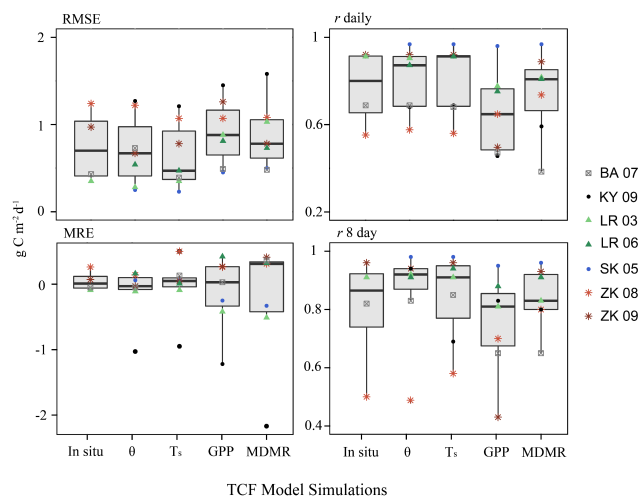 RMSE
r daily
2
1
0
1
0.6
0.2
g C m⁻² d⁻¹
MRE
r 8 day
0
-1
-2
1
0.8
0.6
0.4
BA 07
KY 09
LR 03
LR 06
SK 05
ZK 08
ZK 09
In situ θ Ts GPP MDMR
In situ θ Ts GPP MDMR
TCF Model Simulations